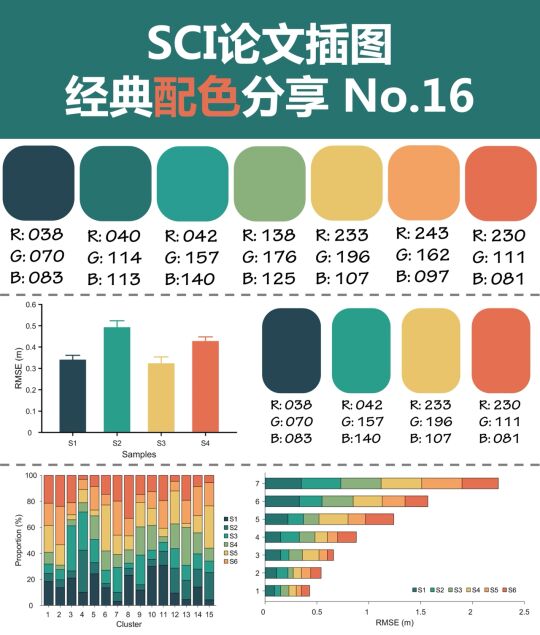 SCI论文插图
经典配色分享 No.16
R: 038 R: 040 R: 042 R: 138 R: 233 R: 243 R: 230
G: 070 G: 114 G: 157 G: 176 G: 196 G: 162 G: 111
B: 083 B: 113 B: 140 B: 125 B: 107 B: 097 B: 081
0.6
0.5
0.4
0.3
0.2
0.1
0
RMSE (m)
S1 S2 S3 S4
Samples
R: 038 R: 042 R: 233 R: 230
G: 070 G: 157 G: 196 G: 111
B: 083 B: 140 B: 107 B: 081
100
80
60
40
20
0
Proportion (%)
1 2 3 4 5 6 7 8 9 10 11 12 13 14 15
Cluster
S1
S2
S3
S4
S5
S6
7
6
5
4
3
2
1
S1 S2 S3 S4 S5 S6
0 0.5 1 1.5 2 2.5
RMSE (m)